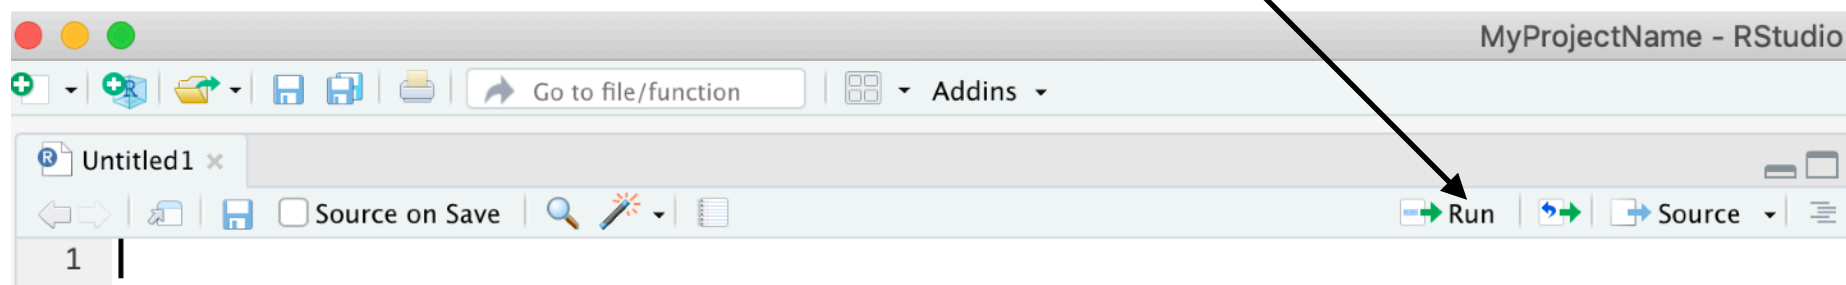 MyProjectName - RStudio
R Go to file/function Addins
R Untitled1
Source on Save Run Source
1